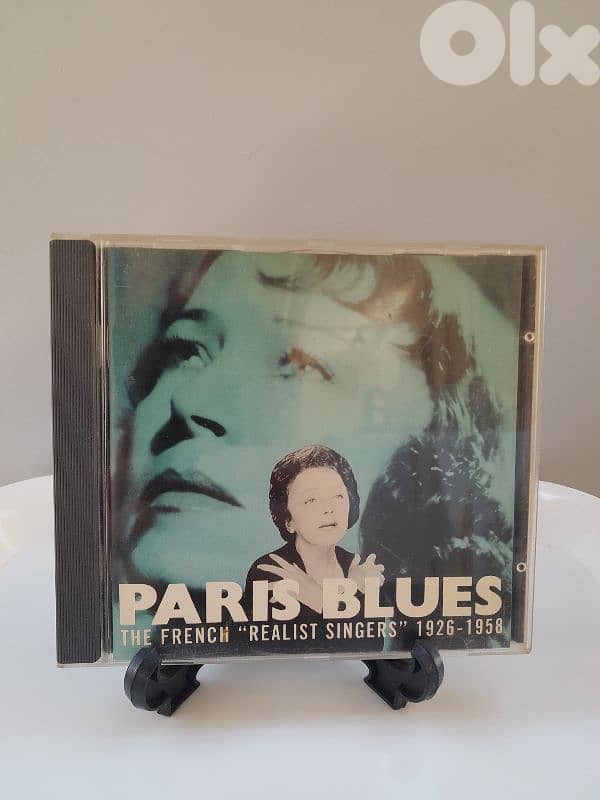 Olx
PARIS BLUES
THE FRENCH "REALIST SINGERS" 1926-1958